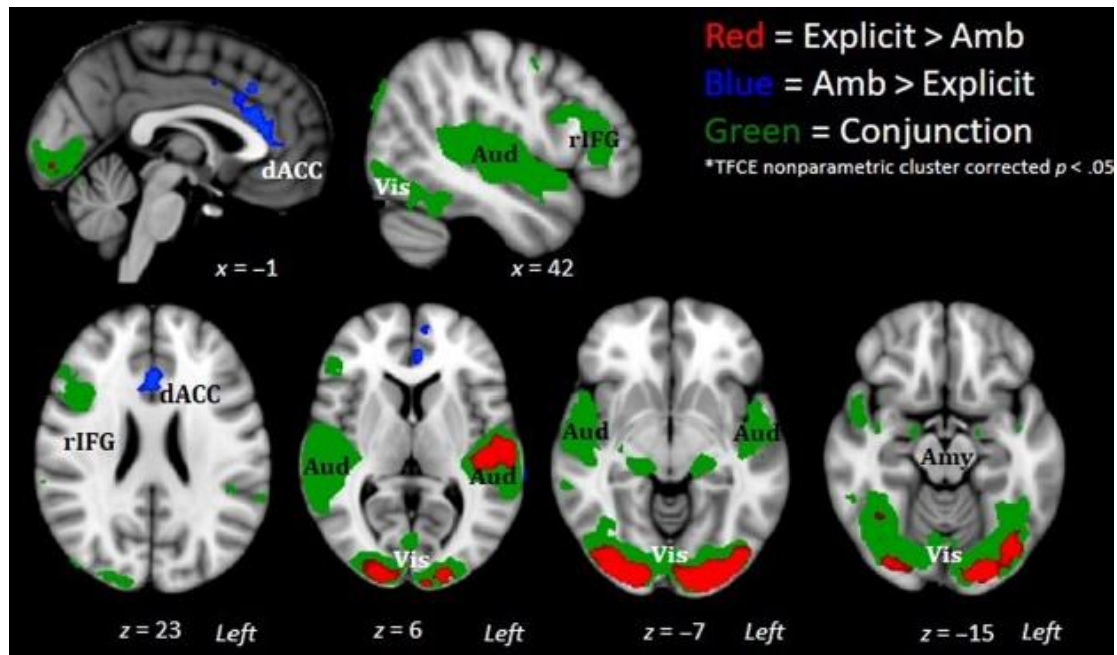 Red = Explicit > Amb
Blue = Amb > Explicit
Green = Conjunction
*TFCE nonparametric cluster corrected p < .05
dACC
x = −1
Aud
rIFG
Vis
x = 42
dACC
rIFG
z = 23 Left
Aud
Aud
Vis
z = 6 Left
Aud
Aud
Vis
z = −7 Left
Amy
Vis
z = −15 Left